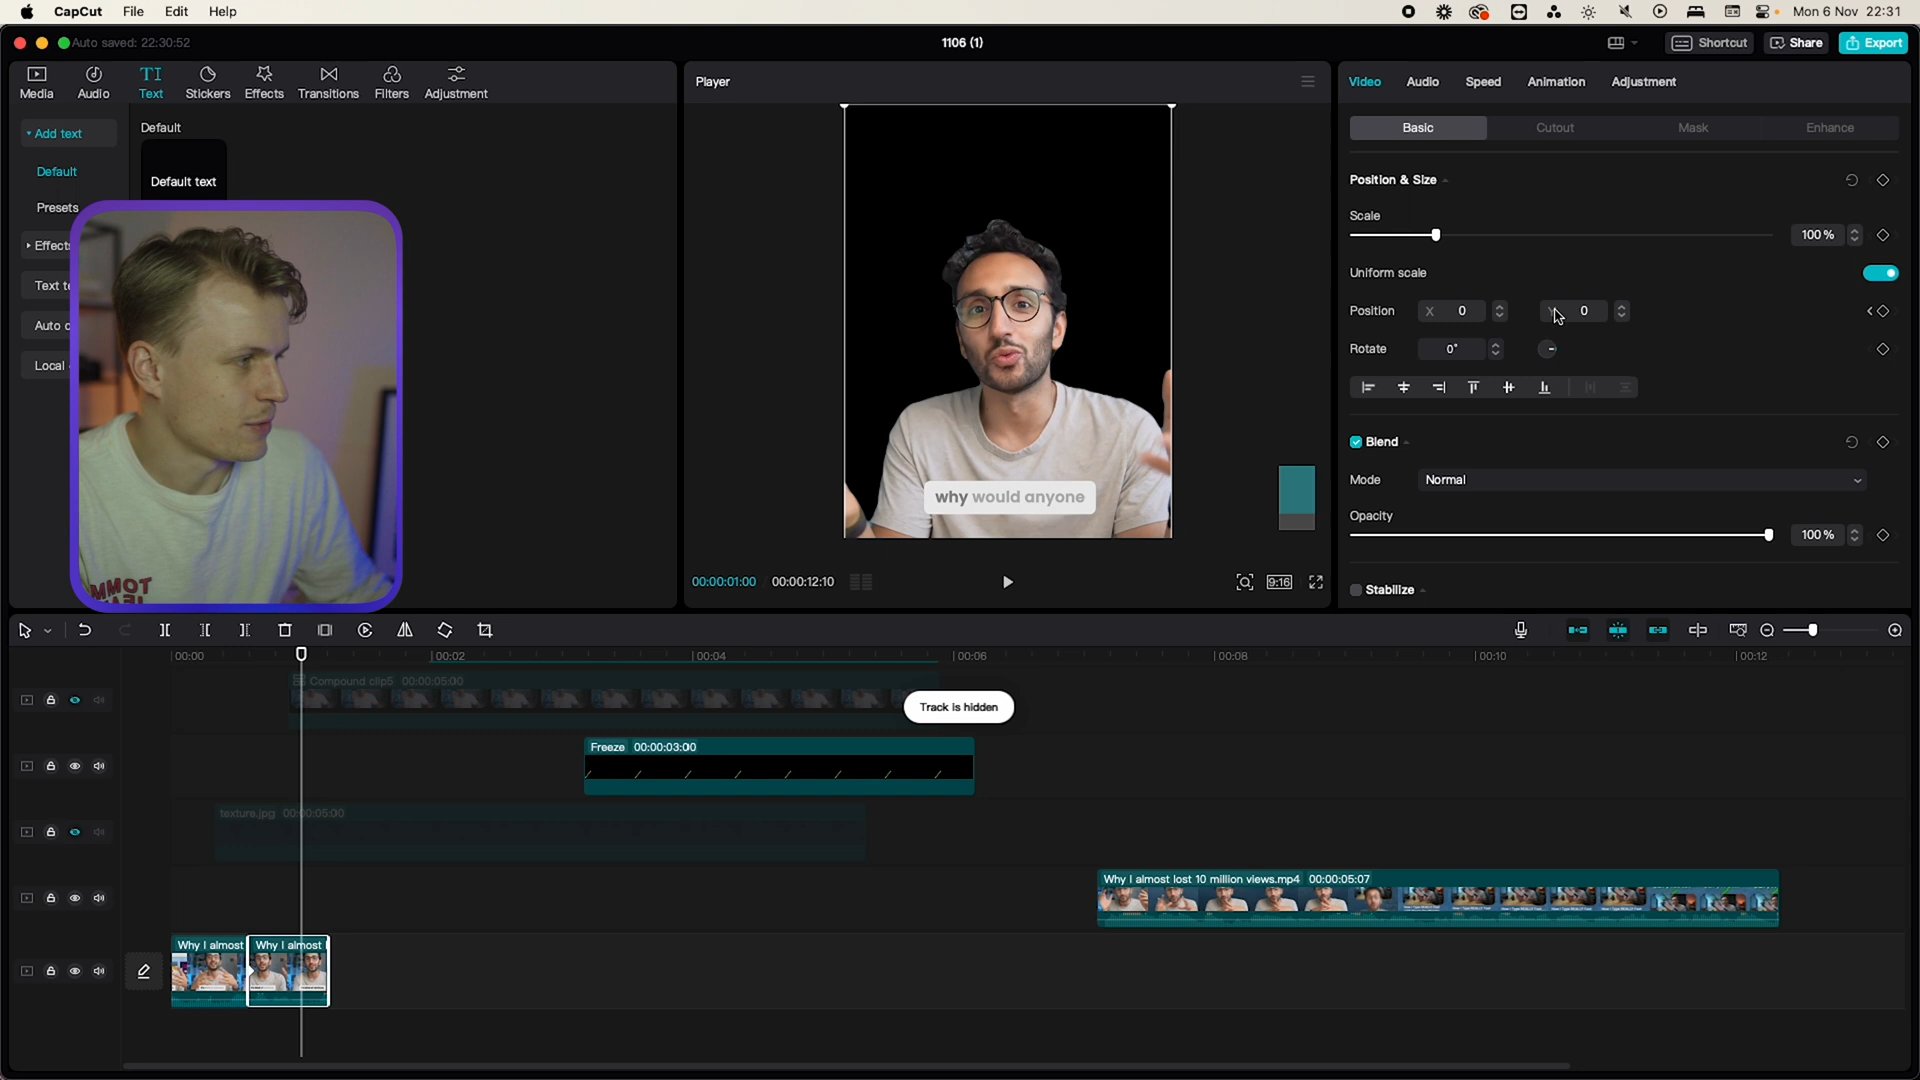 CapCut File Edit Help
Mon 6 Nov 22:31
Auto saved: 22:30:52
1106 (1)
Shortcut
Share
Export
Media
Audio
TI
Text
Stickers
Effects
Transitions
Filters
Adjustment
Add text
Default
Presets
Effects
Text te
Auto c
Local
Default
Default text
Player
why would anyone
00:00:01:00 00:00:12:10
9:16
Video Audio Speed Animation Adjustment
Basic Cutout Mask Enhance
Position & Size
Scale
100%
Uniform scale
Position X 0 Y 0
Rotate 0°
Blend
Mode Normal
Opacity
100%
Stabilize
00:00 00:02 00:04 00:06 00:08 00:10 00:12
Compound clip5 00:00:05:00
Track is hidden
Freeze 00:00:03:00
texture.jpg 00:00:05:00
Why I almost lost 10 million views.mp4 00:00:05:07
Why I almost
Why I almost l